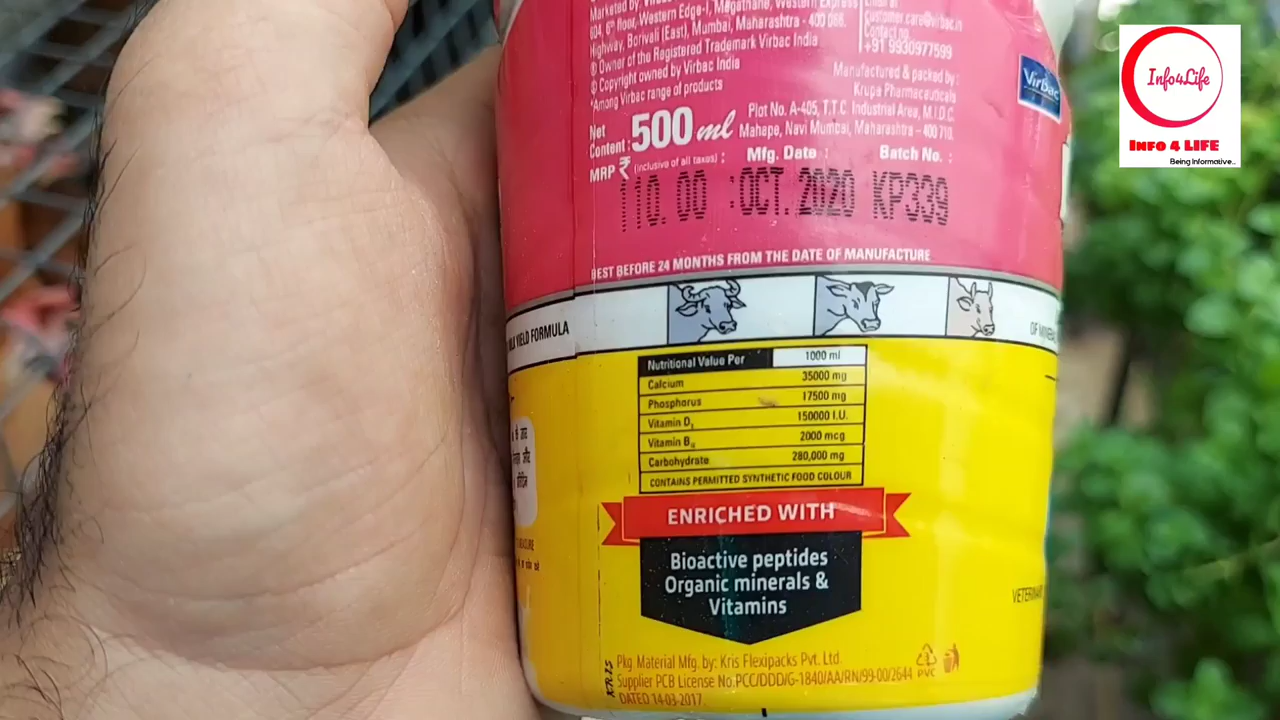 Marketed by: Virbac
604, 6th floor, Western Edge-I, Magathane, Western Express
Highway, Borivali (East), Mumbai, Maharashtra - 400 066.
® Owner of the Registered Trademark Virbac India
© Copyright owned by Virbac India
*Among Virbac range of products
Email at
Customer.care@virbac.in
Contact no.
+91 9930977599
Manufactured & packed by:
Krupa Pharmaceuticals
Plot No. A-405, T.T.C. Industrial Area, M.I.D.C.
Mahape, Navi Mumbai, Maharashtra - 400 710.
Virbac
Net
Content : 500 ml
MRP ₹ (inclusive of all taxes) : Mfg. Date : Batch No. :
110. 00 :OCT. 2020 KP339
BEST BEFORE 24 MONTHS FROM THE DATE OF MANUFACTURE
YIELD FORMULA
Nutritional Value Per 1000 ml
Calcium 35000 mg
Phosphorus 17500 mg
Vitamin D3 150000 I.U.
Vitamin B12 2000 mcg
Carbohydrate 280,000 mg
CONTAINS PERMITTED SYNTHETIC FOOD COLOUR
ENRICHED WITH
Bioactive peptides
Organic minerals &
Vitamins
KRIS
Pkg. Material Mfg. by: Kris Flexipacks Pvt. Ltd.
Supplier PCB License No.PCC/DDD/G-1840/AA/RN/99-00/2644
DATED 14-03-2017
PVC
Info4Life
INFO 4 LIFE
Being Informative...